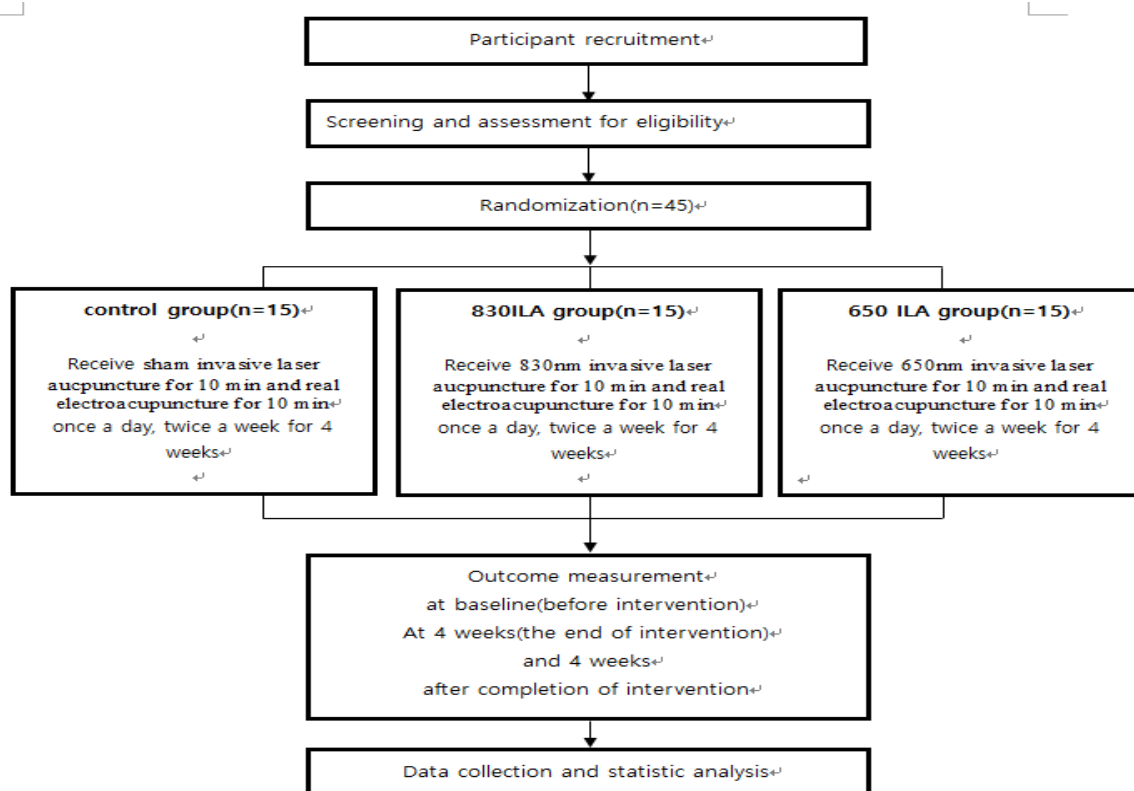 Participant recruitment↵
Screening and assessment for eligibility↵
Randomization(n=45)↵
control group(n=15)↵
↵
Receive sham invasive laser
aucpuncture for 10 min and real
electroacupuncture for 10 min↵
once a day, twice a week for 4
weeks↵
↵
830ILA group(n=15)↵
↵
Receive 830nm invasive laser
aucpuncture for 10 min and real
electroacupuncture for 10 min↵
once a day, twice a week for 4
weeks↵
↵
650 ILA group(n=15)↵
↵
Receive 650nm invasive laser
aucpuncture for 10 min and real
electroacupuncture for 10 min↵
once a day, twice a week for 4
weeks↵
↵
Outcome measurement↵
at baseline(before intervention)↵
At 4 weeks(the end of intervention)↵
and 4 weeks↵
after completion of intervention↵
Data collection and statistic analysis↵